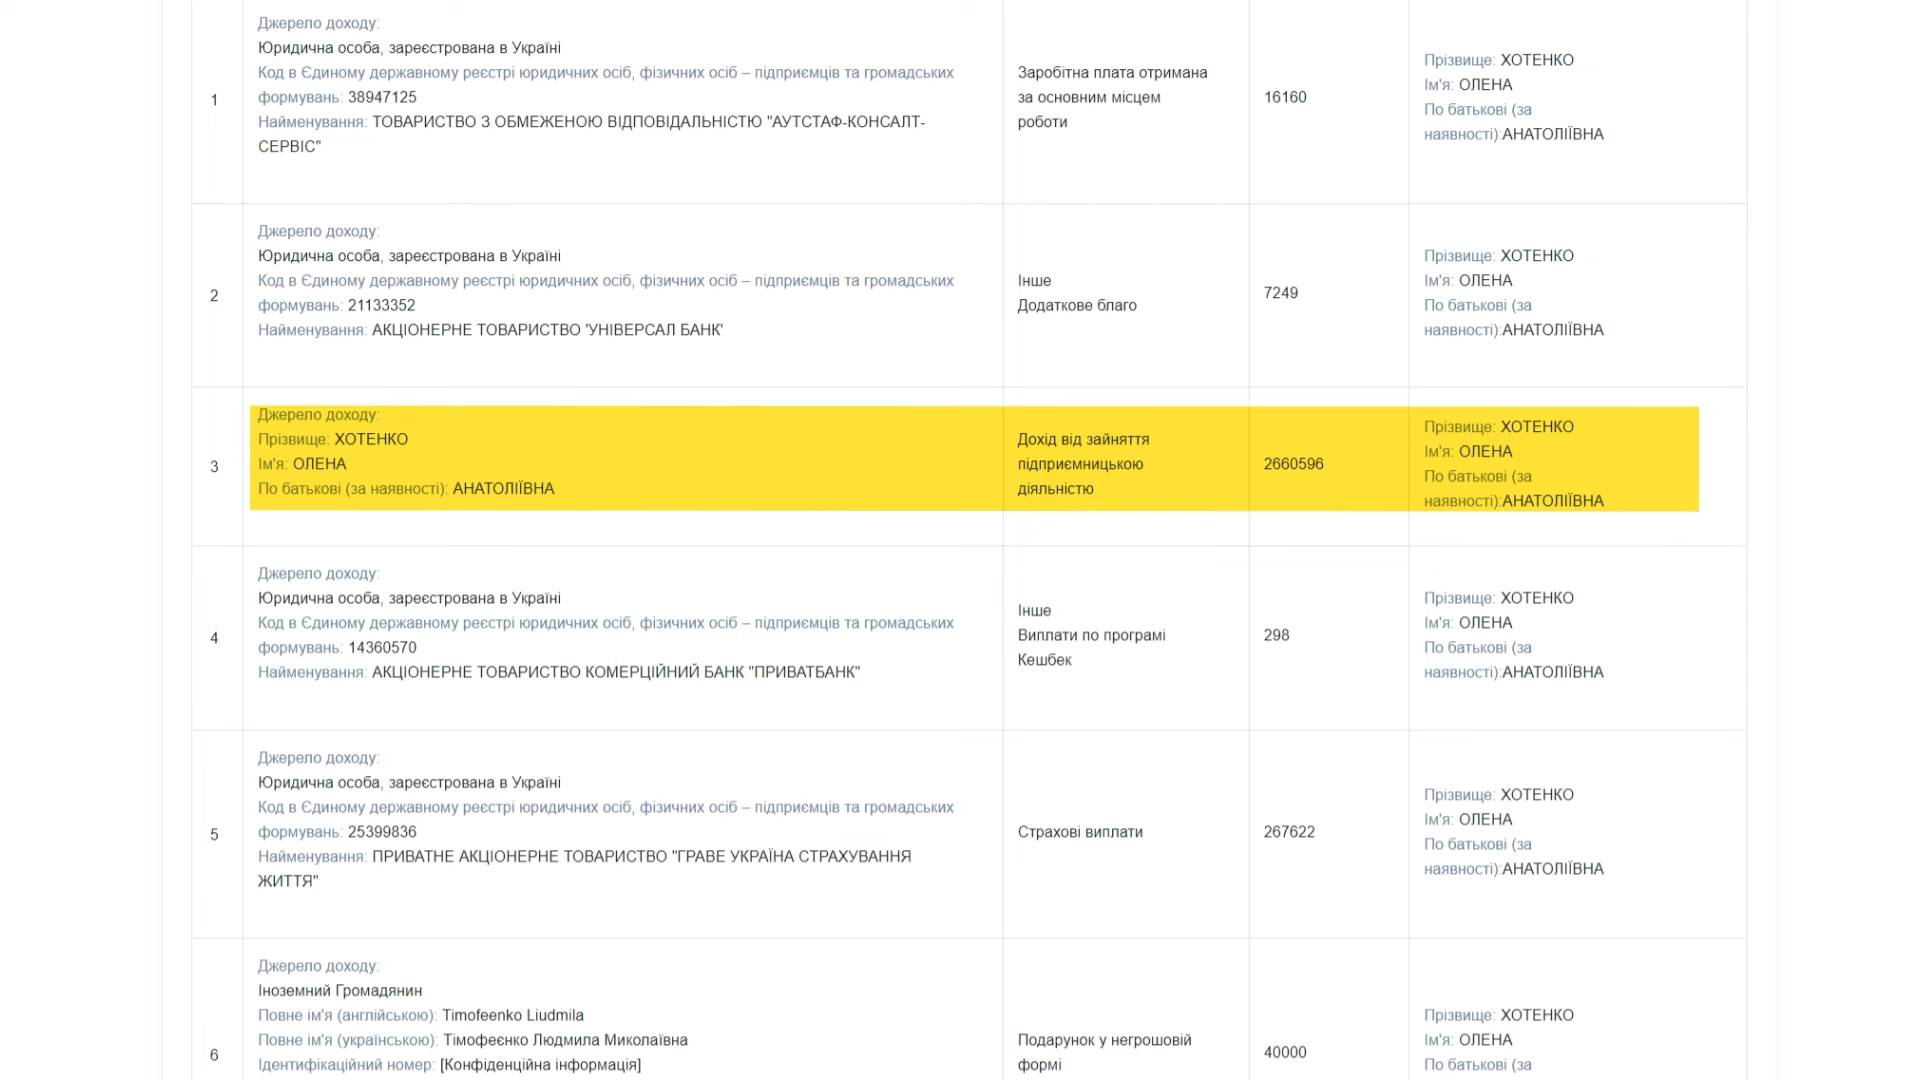 Джерело доходу:
Юридична особа, зареєстрована в Україні
Код в Єдиному державному реєстрі юридичних осіб, фізичних осіб – підприємців та громадських
формувань: 38947125
Найменування: ТОВАРИСТВО З ОБМЕЖЕНОЮ ВІДПОВІДАЛЬНІСТЮ "АУТСТАФ-КОНСАЛТ-
СЕРВІС"
1
Заробітна плата отримана
за основним місцем
роботи
16160
Прізвище: ХОТЕНКО
Ім'я: ОЛЕНА
По батькові (за
наявності):АНАТОЛІЇВНА
Джерело доходу:
Юридична особа, зареєстрована в Україні
Код в Єдиному державному реєстрі юридичних осіб, фізичних осіб – підприємців та громадських
формувань: 21133352
Найменування: АКЦІОНЕРНЕ ТОВАРИСТВО 'УНІВЕРСАЛ БАНК'
2
Інше
Додаткове благо
7249
Прізвище: ХОТЕНКО
Ім'я: ОЛЕНА
По батькові (за
наявності):АНАТОЛІЇВНА
Джерело доходу:
Прізвище: ХОТЕНКО
Ім'я: ОЛЕНА
По батькові (за наявності): АНАТОЛІЇВНА
3
Дохід від зайняття
підприємницькою
діяльністю
2660596
Прізвище: ХОТЕНКО
Ім'я: ОЛЕНА
По батькові (за
наявності):АНАТОЛІЇВНА
Джерело доходу:
Юридична особа, зареєстрована в Україні
Код в Єдиному державному реєстрі юридичних осіб, фізичних осіб – підприємців та громадських
формувань: 14360570
Найменування: АКЦІОНЕРНЕ ТОВАРИСТВО КОМЕРЦІЙНИЙ БАНК "ПРИВАТБАНК"
4
Інше
Виплати по програмі
Кешбек
298
Прізвище: ХОТЕНКО
Ім'я: ОЛЕНА
По батькові (за
наявності):АНАТОЛІЇВНА
Джерело доходу:
Юридична особа, зареєстрована в Україні
Код в Єдиному державному реєстрі юридичних осіб, фізичних осіб – підприємців та громадських
формувань: 25399836
Найменування: ПРИВАТНЕ АКЦІОНЕРНЕ ТОВАРИСТВО "ГРАВЕ УКРАЇНА СТРАХУВАННЯ
ЖИТТЯ"
5
Страхові виплати
267622
Прізвище: ХОТЕНКО
Ім'я: ОЛЕНА
По батькові (за
наявності):АНАТОЛІЇВНА
Джерело доходу:
Іноземний Громадянин
Повне ім'я (англійською): Timofeenko Liudmila
Повне ім'я (українською): Тімофеєнко Людмила Миколаївна
Ідентифікаційний номер: [Конфіденційна інформація]
6
Подарунок у негрошовій
формі
40000
Прізвище: ХОТЕНКО
Ім'я: ОЛЕНА
По батькові (за